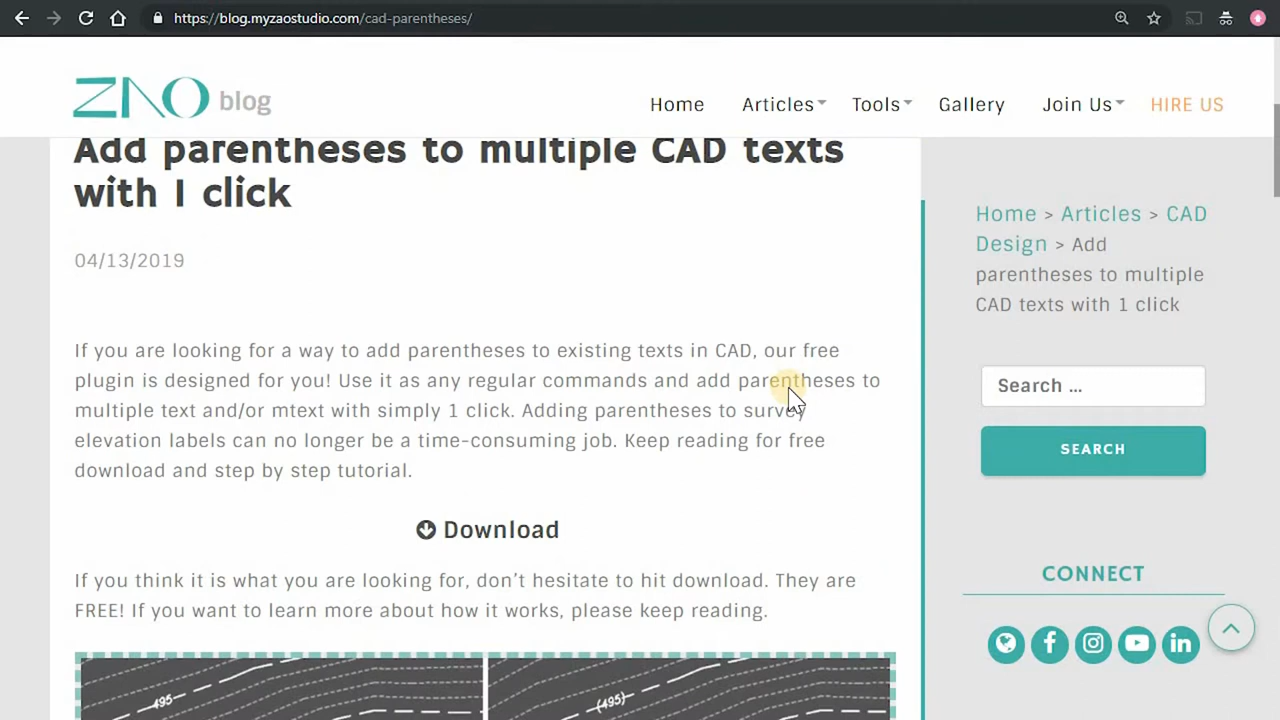 https://blog.myzaostudio.com/cad-parentheses/
ZAO blog
Home Articles Tools Gallery Join Us HIRE US
Add parentheses to multiple CAD texts
with 1 click
04/13/2019
If you are looking for a way to add parentheses to existing texts in CAD, our free
plugin is designed for you! Use it as any regular commands and add parentheses to
multiple text and/or mtext with simply 1 click. Adding parentheses to survey
elevation labels can no longer be a time-consuming job. Keep reading for free
download and step by step tutorial.
Download
If you think it is what you are looking for, don’t hesitate to hit download. They are
FREE! If you want to learn more about how it works, please keep reading.
495
(495)
Home > Articles > CAD
Design > Add
parentheses to multiple
CAD texts with 1 click
Search ...
SEARCH
CONNECT